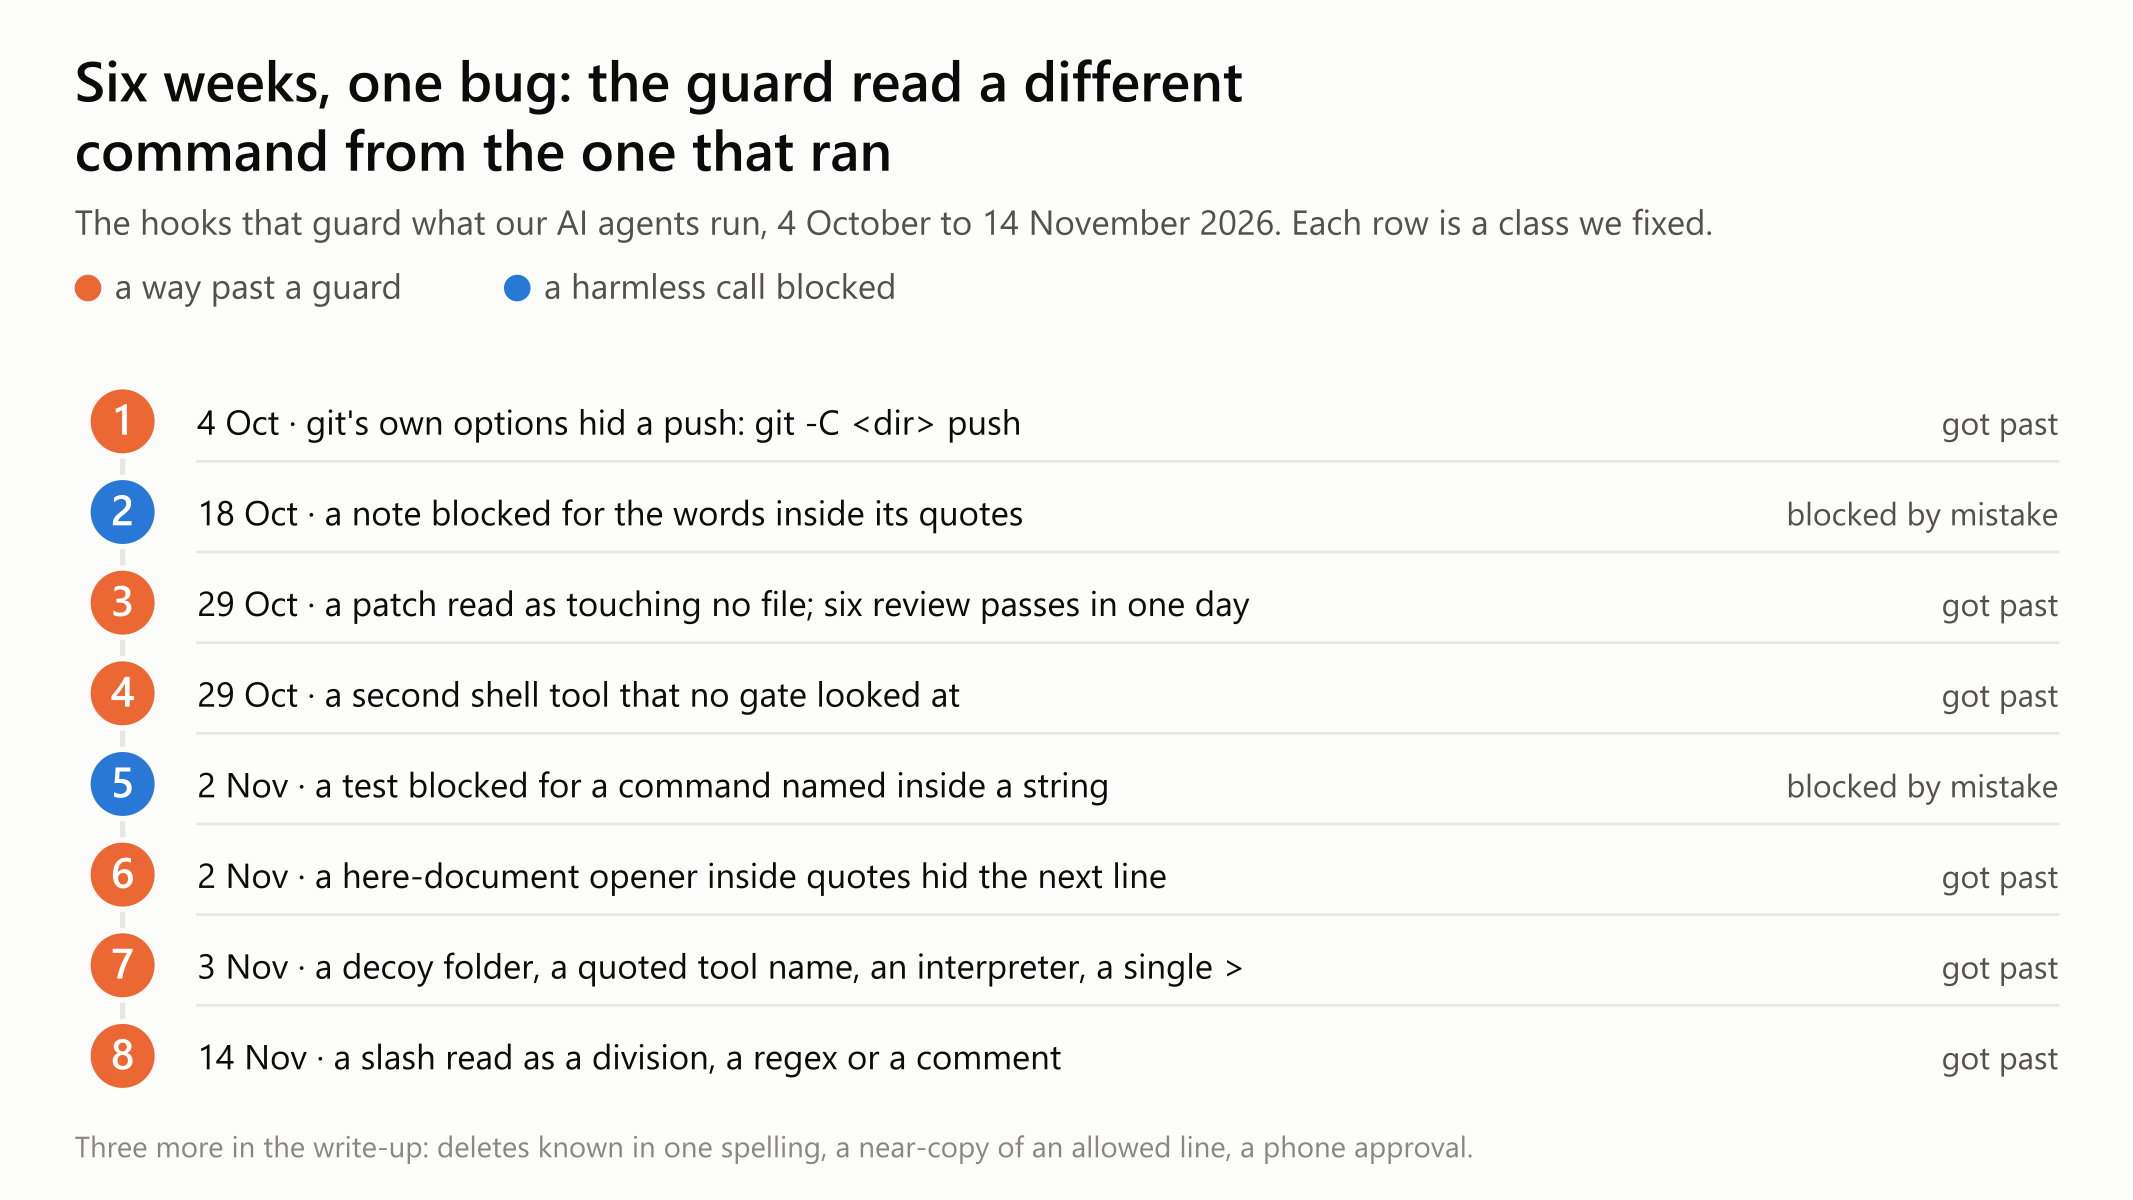 Six weeks, one bug: the guard read a different
command from the one that ran
The hooks that guard what our AI agents run, 4 October to 14 November 2026. Each row is a class we fixed.
a way past a guard
a harmless call blocked
1 4 Oct · git's own options hid a push: git -C <dir> push got past
2 18 Oct · a note blocked for the words inside its quotes blocked by mistake
3 29 Oct · a patch read as touching no file; six review passes in one day got past
4 29 Oct · a second shell tool that no gate looked at got past
5 2 Nov · a test blocked for a command named inside a string blocked by mistake
6 2 Nov · a here-document opener inside quotes hid the next line got past
7 3 Nov · a decoy folder, a quoted tool name, an interpreter, a single > got past
8 14 Nov · a slash read as a division, a regex or a comment got past
Three more in the write-up: deletes known in one spelling, a near-copy of an allowed line, a phone approval.